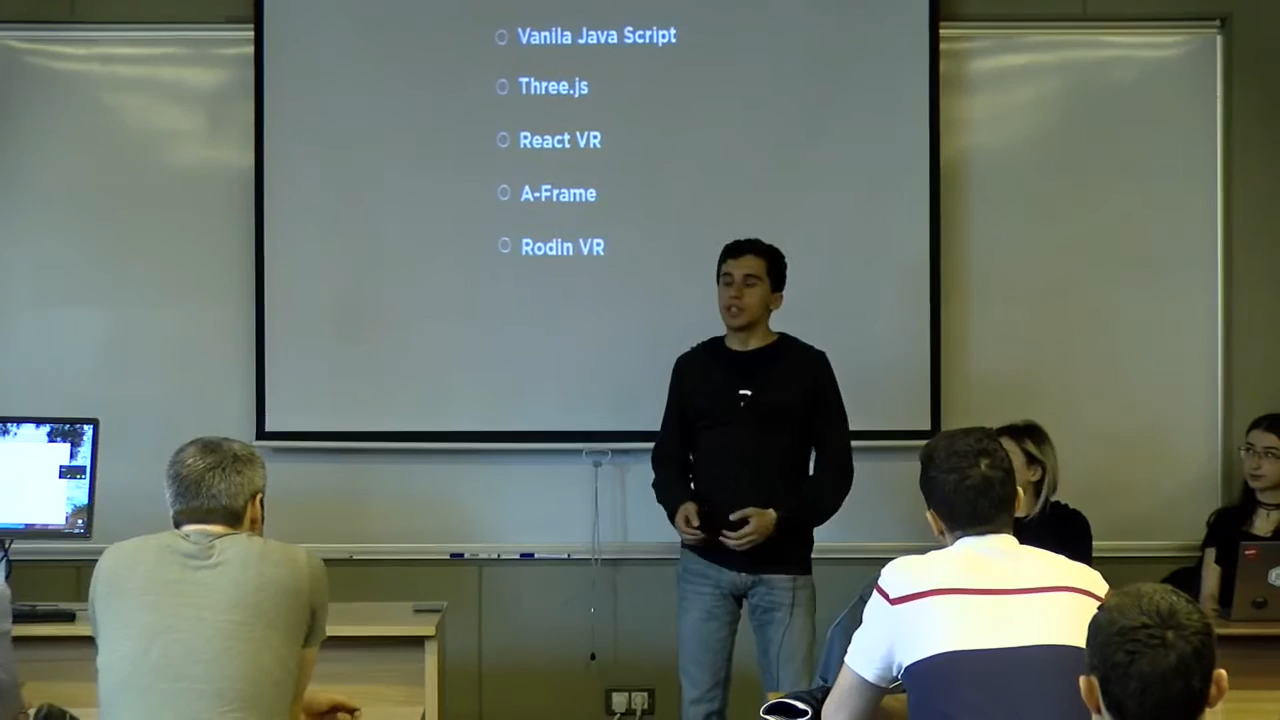 Vanila Java Script
Three.js
React VR
A-Frame
Rodin VR